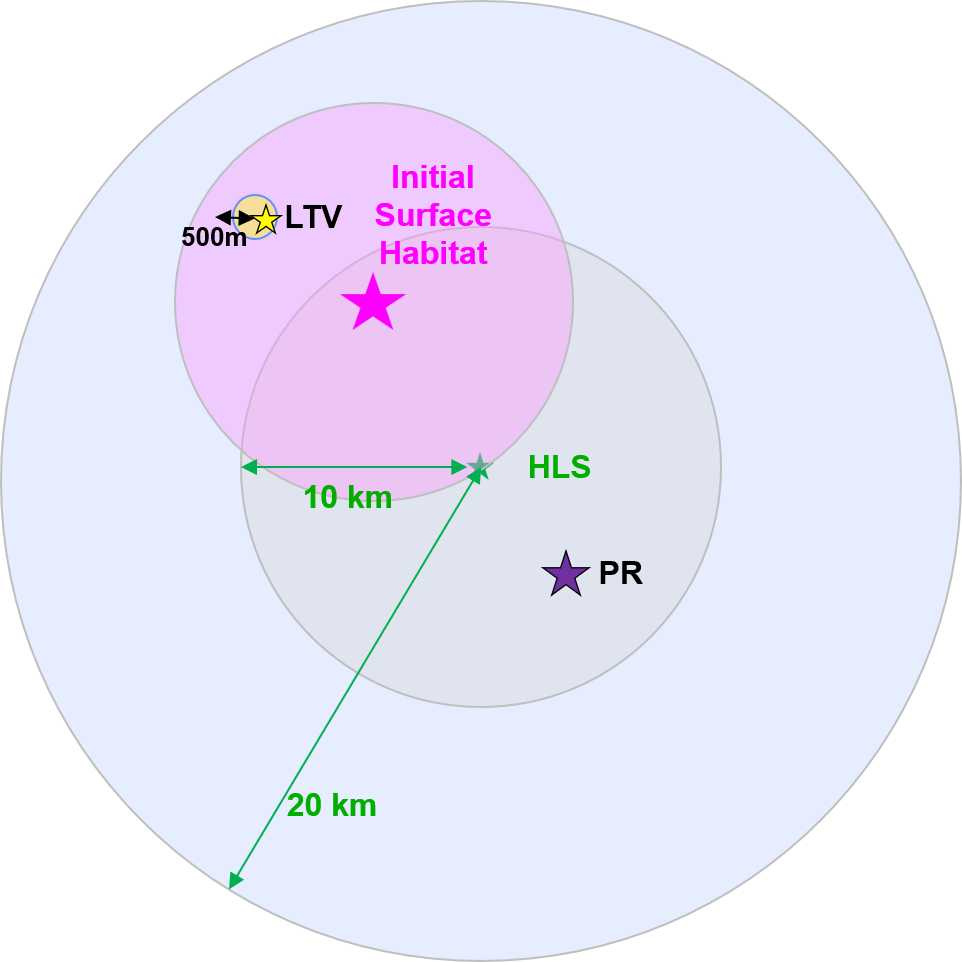 Initial
Surface
Habitat
LTV
500m
HLS
10 km
PR
20 km